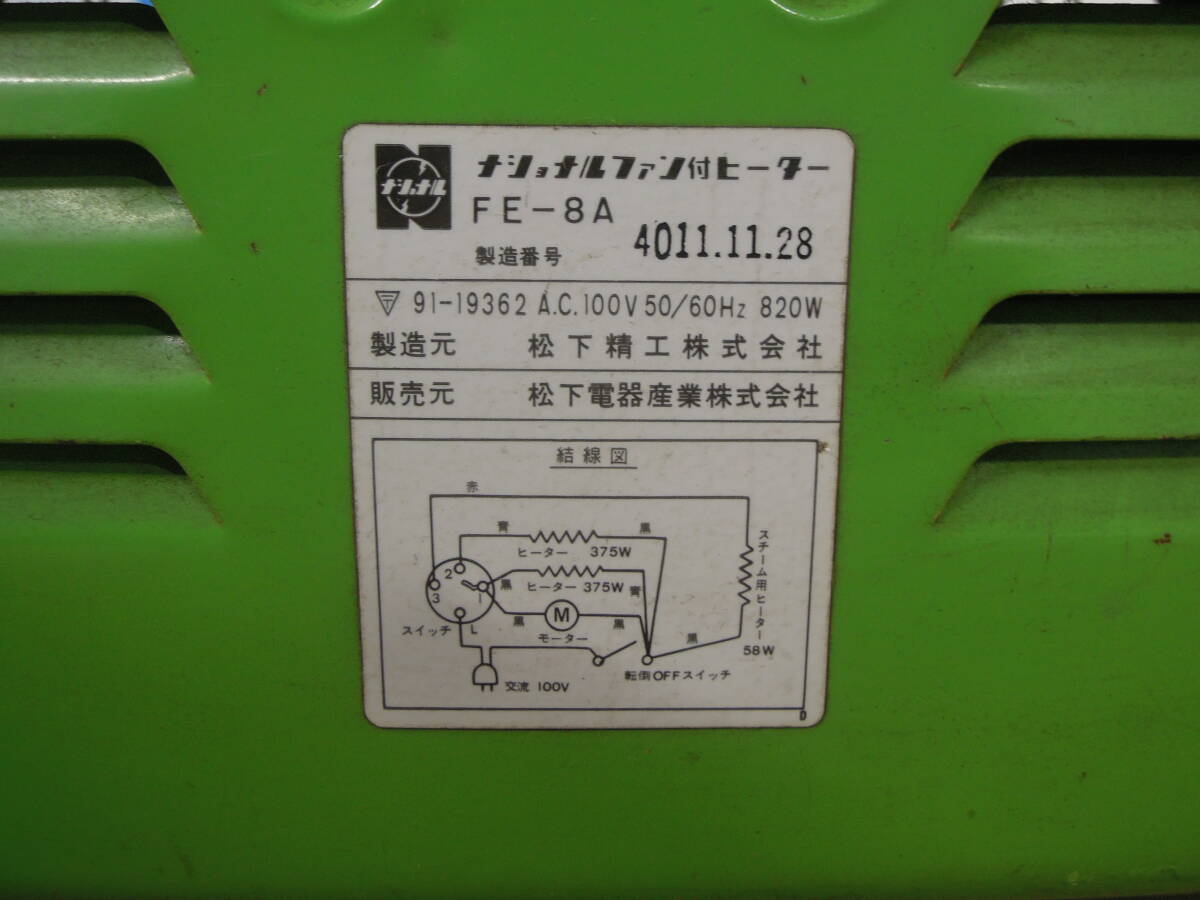 ナショナル
ナショナルファン付ヒーター
FE-8A
製造番号 4011.11.28
91-19362 A.C.100V 50/60Hz 820W
製造元 松下精工株式会社
販売元 松下電器産業株式会社
結線図
赤
青 黒
ヒーター 375W
スチーム用ヒーター
58W
2
黒
ヒーター 375W
青
3
1
黒
M
黒
モーター
スイッチ
L
黒
転倒OFFスイッチ
交流 100V
D